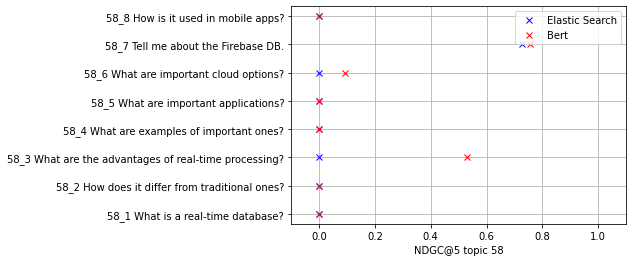 58_8 How is it used in mobile apps?
58_7 Tell me about the Firebase DB.
58_6 What are important cloud options?
58_5 What are important applications?
58_4 What are examples of important ones?
58_3 What are the advantages of real-time processing?
58_2 How does it differ from traditional ones?
58_1 What is a real-time database?
Elastic Search
Bert
0.0 0.2 0.4 0.6 0.8 1.0
NDGC@5 topic 58